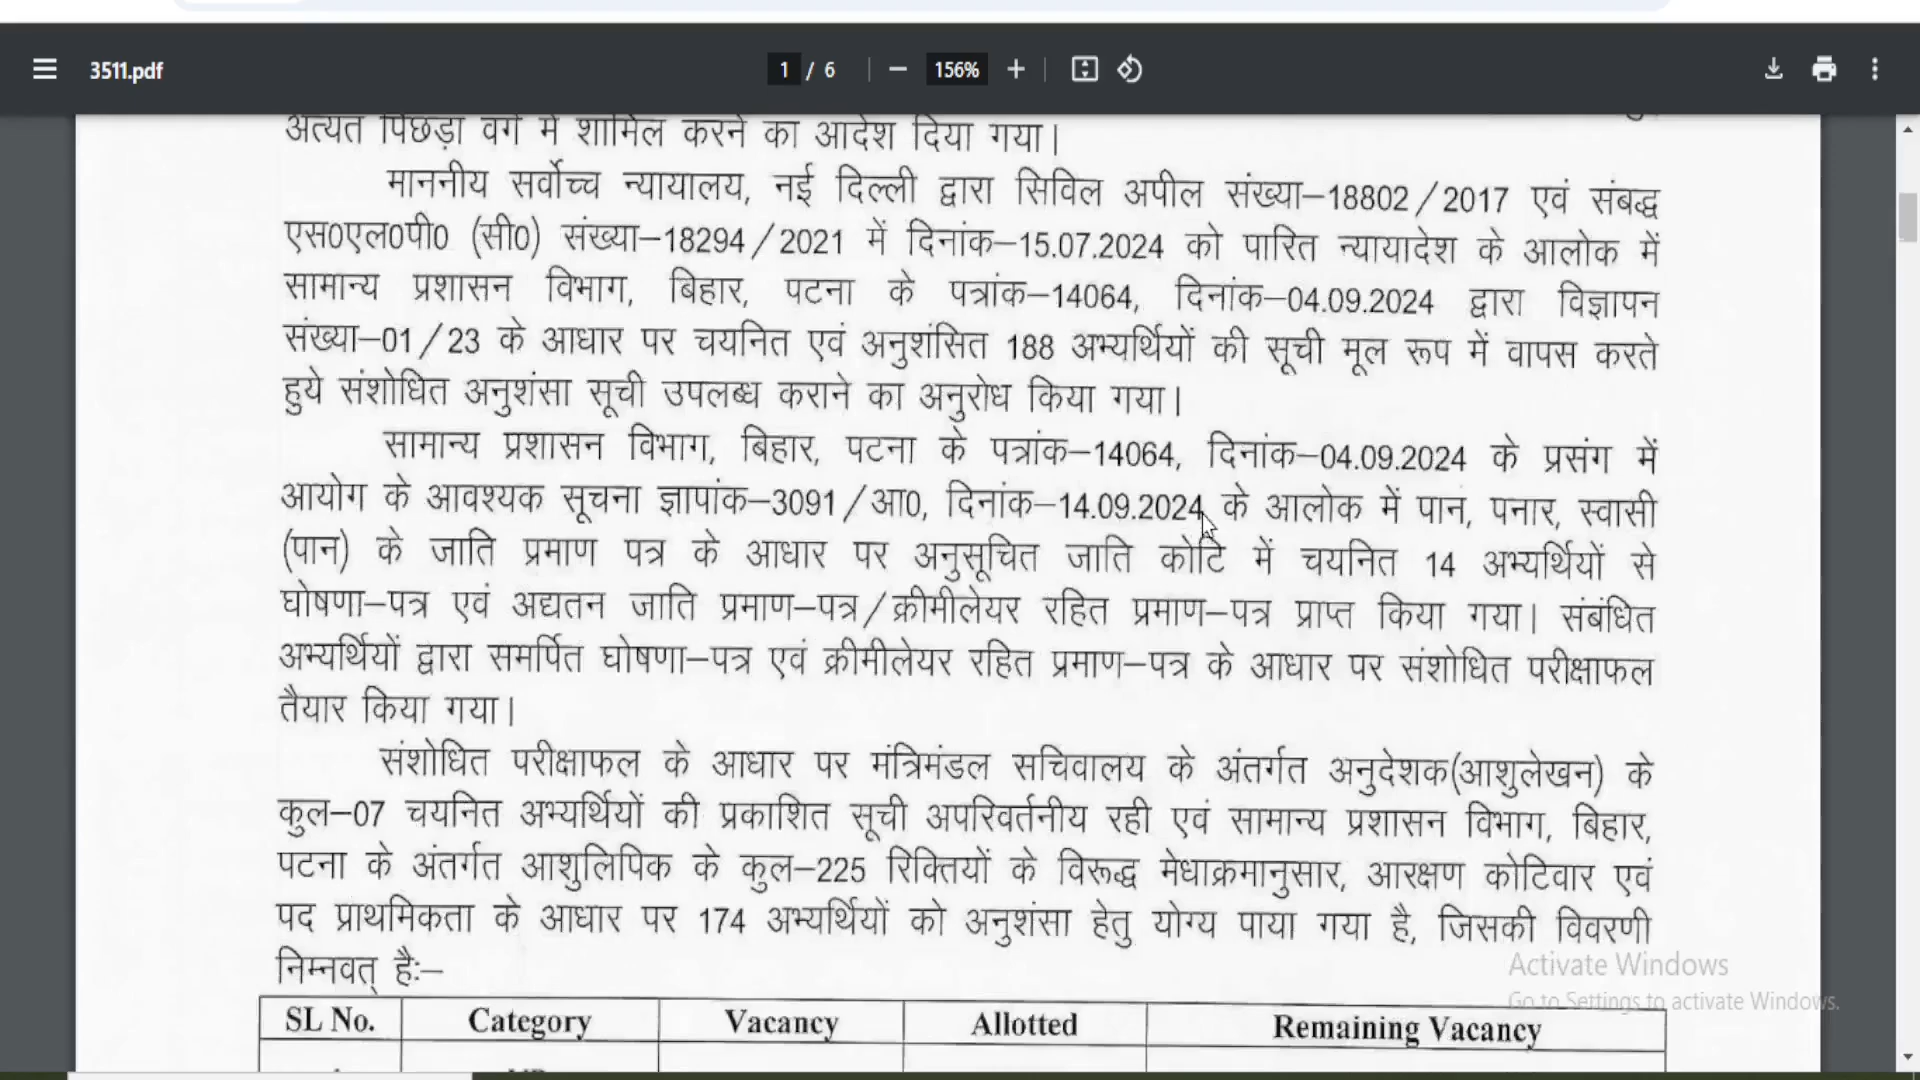 3511.pdf
1 / 6
156%
अत्यंत पिछड़ा वर्ग में शामिल करने का आदेश दिया गया।
माननीय सर्वोच्च न्यायालय, नई दिल्ली द्वारा सिविल अपील संख्या–18802/2017 एवं संबद्ध
एस0एल0पी0 (सी0) संख्या–18294/2021 में दिनांक–15.07.2024 को पारित न्यायादेश के आलोक में
सामान्य प्रशासन विभाग, बिहार, पटना के पत्रांक–14064, दिनांक–04.09.2024 द्वारा विज्ञापन
संख्या–01/23 के आधार पर चयनित एवं अनुशंसित 188 अभ्यर्थियों की सूची मूल रूप में वापस करते
हुये संशोधित अनुशंसा सूची उपलब्ध कराने का अनुरोध किया गया।
सामान्य प्रशासन विभाग, बिहार, पटना के पत्रांक–14064, दिनांक–04.09.2024 के प्रसंग में
आयोग के आवश्यक सूचना ज्ञापांक–3091/आ0, दिनांक–14.09.2024 के आलोक में पान, पनार, स्वासी
(पान) के जाति प्रमाण पत्र के आधार पर अनुसूचित जाति कोटि में चयनित 14 अभ्यर्थियों से
घोषणा–पत्र एवं अद्यतन जाति प्रमाण–पत्र/क्रीमीलेयर रहित प्रमाण–पत्र प्राप्त किया गया। संबंधित
अभ्यर्थियों द्वारा समर्पित घोषणा–पत्र एवं क्रीमीलेयर रहित प्रमाण–पत्र के आधार पर संशोधित परीक्षाफल
तैयार किया गया।
संशोधित परीक्षाफल के आधार पर मंत्रिमंडल सचिवालय के अंतर्गत अनुदेशक(आशुलेखन) के
कुल–07 चयनित अभ्यर्थियों की प्रकाशित सूची अपरिवर्तनीय रही एवं सामान्य प्रशासन विभाग, बिहार,
पटना के अंतर्गत आशुलिपिक के कुल–225 रिक्तियों के विरूद्ध मेधाक्रमानुसार, आरक्षण कोटिवार एवं
पद प्राथमिकता के आधार पर 174 अभ्यर्थियों को अनुशंसा हेतु योग्य पाया गया है, जिसकी विवरणी
निम्नवत् है:–
Activate Windows
Go to Settings to activate Windows.
SL No. Category Vacancy Allotted Remaining Vacancy